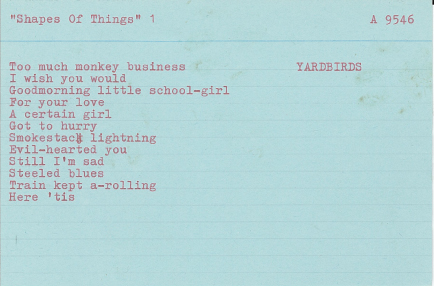 "Shapes Of Things" 1 A 9546
Too much monkey business YARDBIRDS
I wish you would
Goodmorning little school-girl
For your love
A certain girl
Got to hurry
Smokestack lightning
Evil-hearted you
Still I'm sad
Steeled blues
Train kept a-rolling
Here 'tis